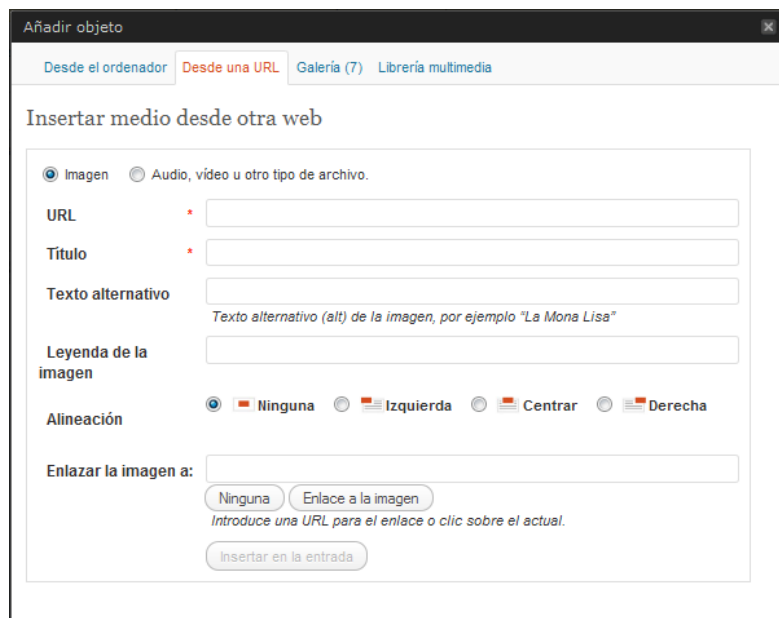 Añadir objeto
Desde el ordenador Desde una URL Galería (7) Librería multimedia
Insertar medio desde otra web
Imagen Audio, vídeo u otro tipo de archivo.
URL *
Título *
Texto alternativo
Texto alternativo (alt) de la imagen, por ejemplo “La Mona Lisa”
Leyenda de la
imagen
Alineación Ninguna Izquierda Centrar Derecha
Enlazar la imagen a:
Ninguna Enlace a la imagen
Introduce una URL para el enlace o clic sobre el actual.
Insertar en la entrada